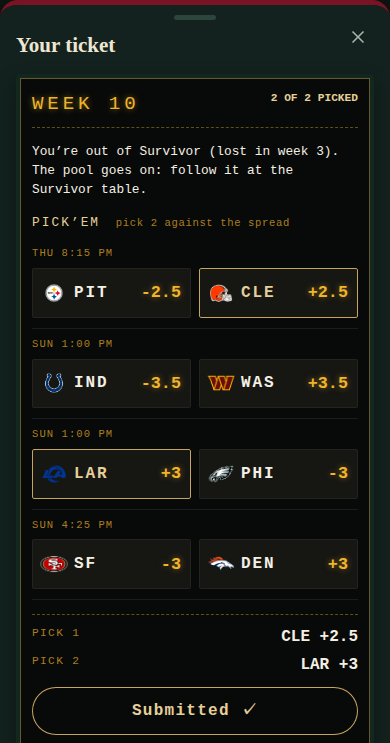 Your ticket
WEEK 10
2 OF 2 PICKED
You’re out of Survivor (lost in week 3).
The pool goes on: follow it at the
Survivor table.
PICK’EM pick 2 against the spread
THU 8:15 PM
PIT -2.5 CLE +2.5
SUN 1:00 PM
IND -3.5 WAS +3.5
SUN 1:00 PM
LAR +3 PHI -3
SUN 4:25 PM
SF -3 DEN +3
PICK 1 CLE +2.5
PICK 2 LAR +3
Submitted ✓